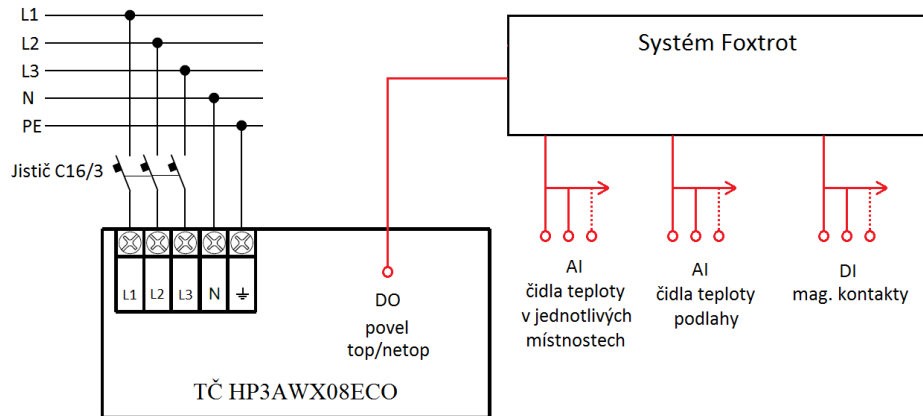 L1
L2
L3
N
PE
Jistič C16/3
Systém Foxtrot
L1
L2
L3
N
DO
povel
top/netop
TČ HP3AWX08ECO
AI
čidla teploty
v jednotlivých
místnostech
AI
čidla teploty
podlahy
DI
mag. kontakty